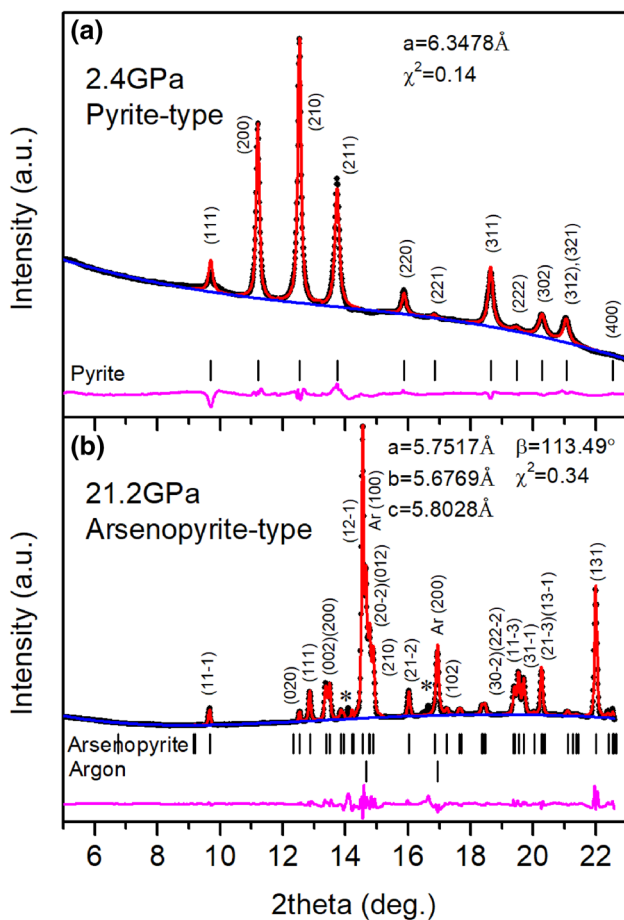 (a)
2.4GPa
Pyrite-type
a=6.3478Å
χ²=0.14
(111)
(200)
(210)
(211)
(220)
(221)
(311)
(222)
(302)
(312),(321)
(400)
Pyrite
Intensity (a.u.)
(b)
21.2GPa
Arsenopyrite-type
a=5.7517Å β=113.49°
b=5.6769Å χ²=0.34
c=5.8028Å
(11-1)
(020)
(111)
(002)(200)
*
(12-1)
Ar (100)
(20-2)(012)
(210)
(21-2)
*
Ar (200)
(102)
(30-2)(22-2)
(11-3)
(31-1)
(21-3)(13-1)
(131)
Arsenopyrite
Argon
Intensity (a.u.)
6 8 10 12 14 16 18 20 22
2theta (deg.)